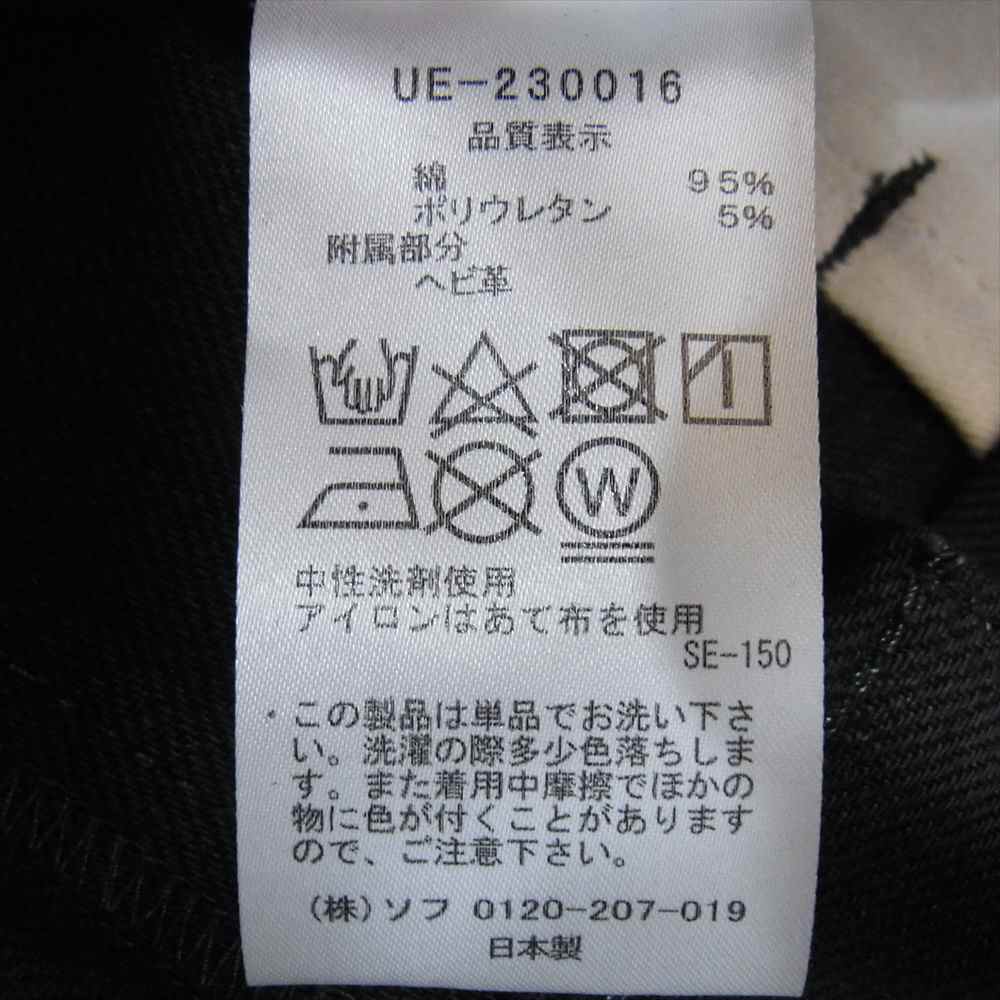 UE-230016
品質表示
綿 95%
ポリウレタン 5%
附属部分
ヘビ革
W
中性洗剤使用
アイロンはあて布を使用
SE-150
・この製品は単品でお洗い下さ
い。洗濯の際多少色落ちしま
す。また着用中摩擦でほかの
物に色が付くことがあります
ので、ご注意下さい。
(株)ソフ 0120-207-019
日本製